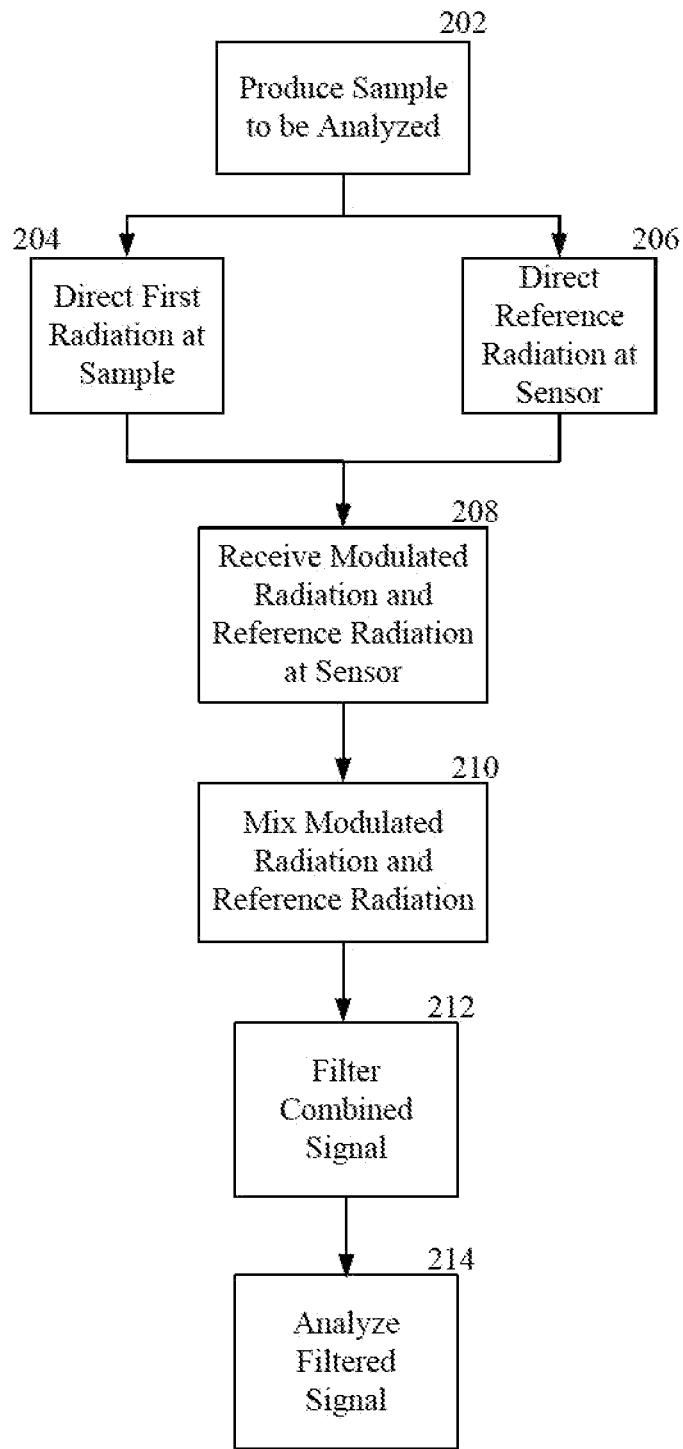 202
Produce Sample
to be Analyzed
204
Direct First
Radiation at
Sample
206
Direct
Reference
Radiation at
Sensor
208
Receive Modulated
Radiation and
Reference Radiation
at Sensor
210
Mix Modulated
Radiation and
Reference Radiation
212
Filter
Combined
Signal
214
Analyze
Filtered
Signal